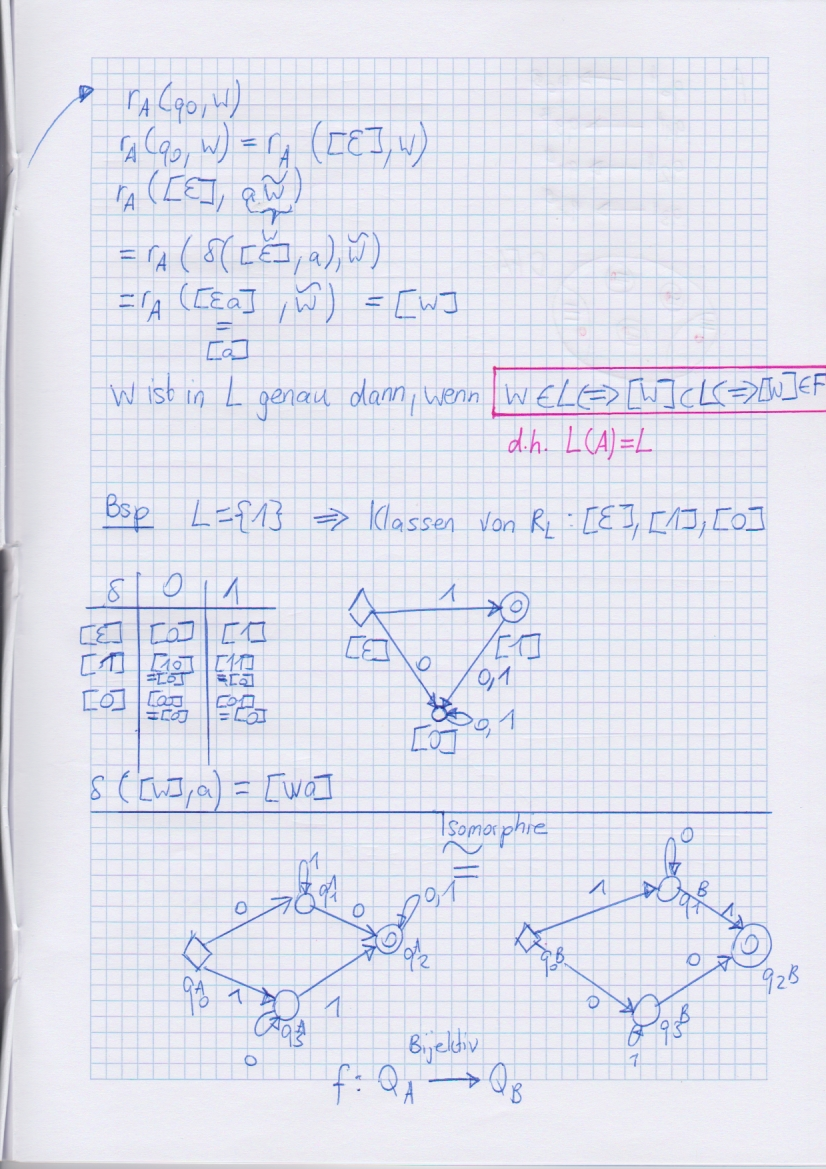 r_A(q0, w)
r_A(q0, w) = r_A ([ε], w)
r_A ([ε], aw̃)
w
= r_A ( δ([ε], a), w̃)
= r_A ([εa] , w̃) = [w]
=
[a]
w ist in L genau dann, wenn w ∈ L <=> [w] ⊂ L <=> [w] ∈ F
d.h. L(A)=L
Bsp L={1} => Klassen von R_L : [ε], [1], [0]
δ 0 1
[ε] [0] [1]
[1] [10] [11]
=[0] =[0]
[0] [00] [01]
=[0] =[0]
1
[ε] [1]
0 0,1
0,1
[0]
δ ([w], a) = [wa]
Isomorphie
≅
1 q1^A
0 0 0,1
q2^A
q0^A 1 1
q3^A
0
0
1 q1^B 1
q0^B 0 q2^B
0 q3^B
1
Bijektiv
f : Q_A → Q_B